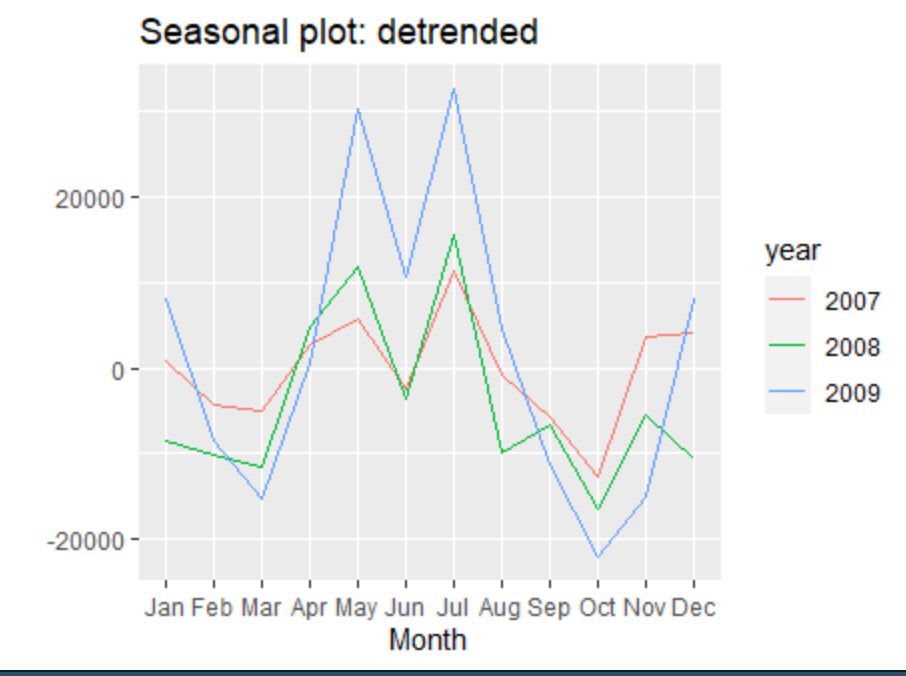 Seasonal plot: detrended
20000
0
-20000
Jan Feb Mar Apr May Jun Jul Aug Sep Oct Nov Dec
Month
year
2007
2008
2009